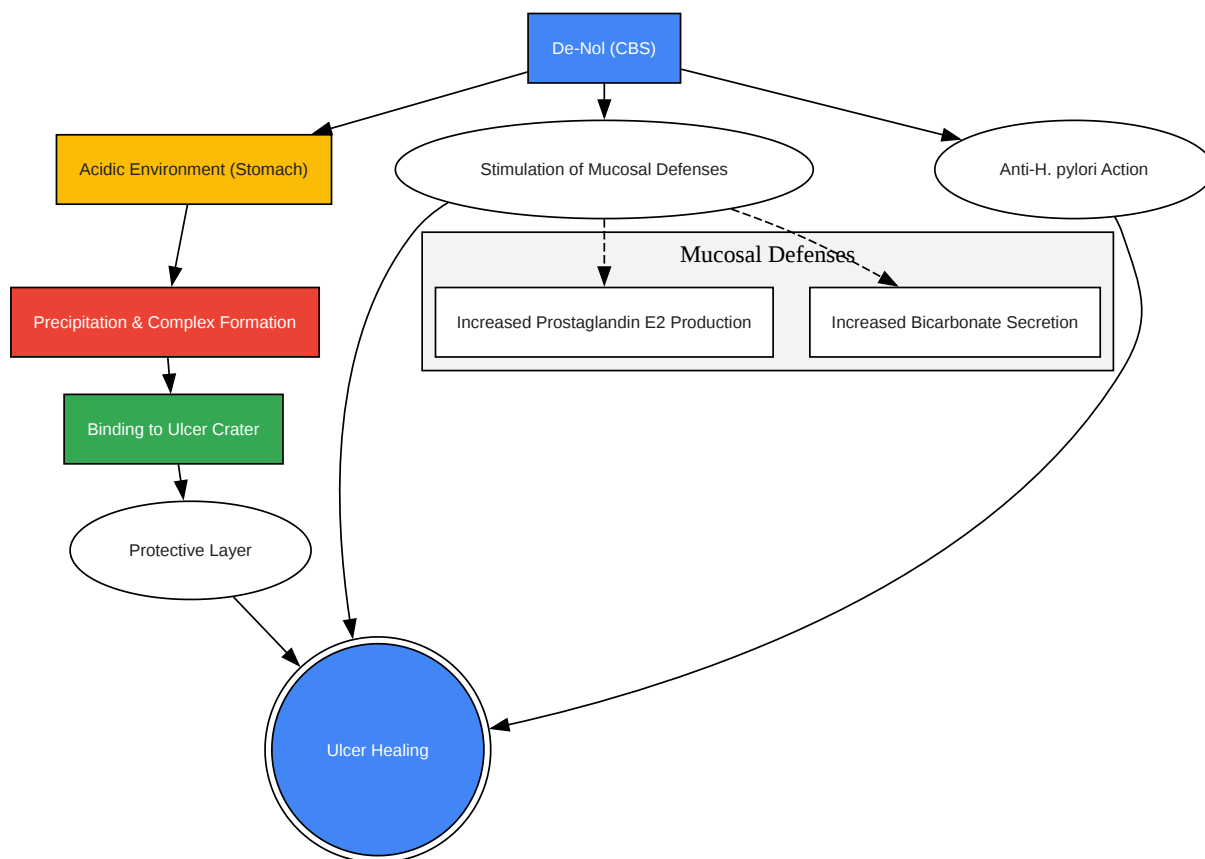 De-Nol (CBS)
Acidic Environment (Stomach)
Stimulation of Mucosal Defenses
Anti-H. pylori Action
Mucosal Defenses
Precipitation & Complex Formation
Increased Prostaglandin E2 Production
Increased Bicarbonate Secretion
Binding to Ulcer Crater
Protective Layer
Ulcer Healing